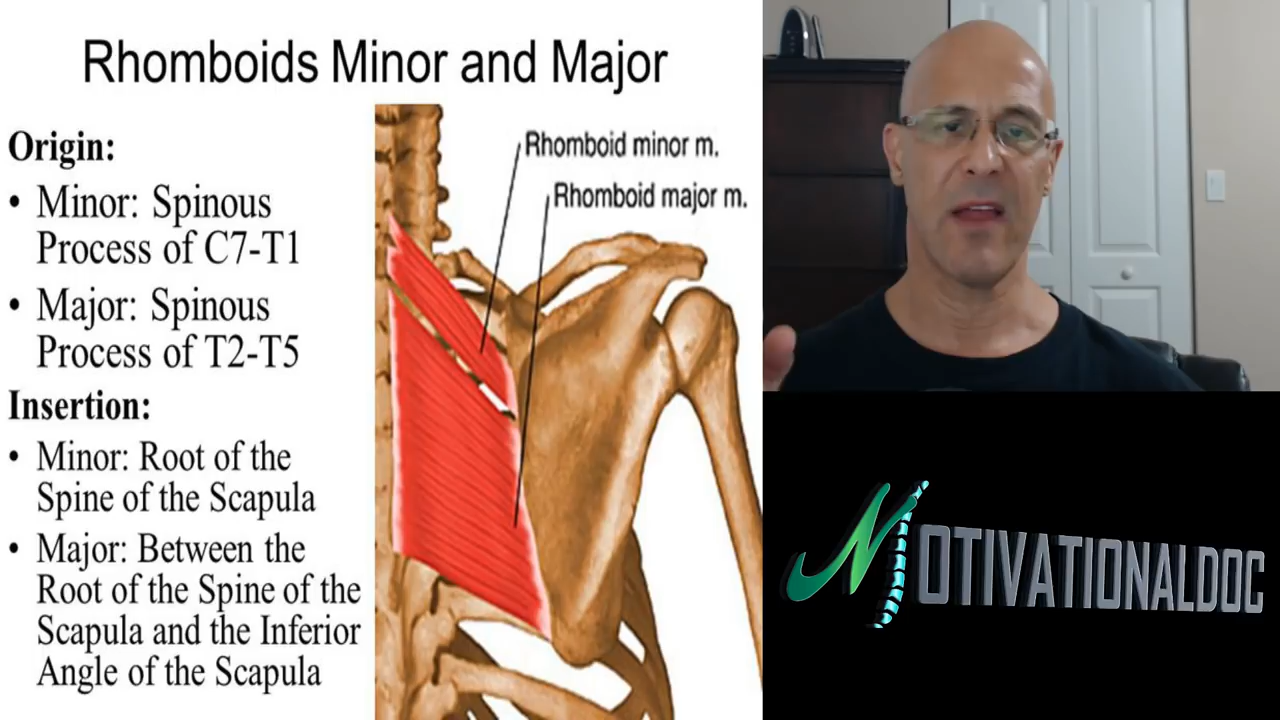 Rhomboids Minor and Major
Origin:
• Minor: Spinous
Process of C7-T1
• Major: Spinous
Process of T2-T5
Insertion:
• Minor: Root of the
Spine of the Scapula
• Major: Between the
Root of the Spine of the
Scapula and the Inferior
Angle of the Scapula
Rhomboid minor m.
Rhomboid major m.
MOTIVATIONALDOC